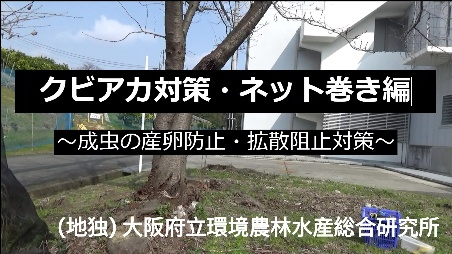 クビアカ対策・ネット巻き編
～成虫の産卵防止・拡散阻止対策～
（地独）大阪府立環境農林水産総合研究所